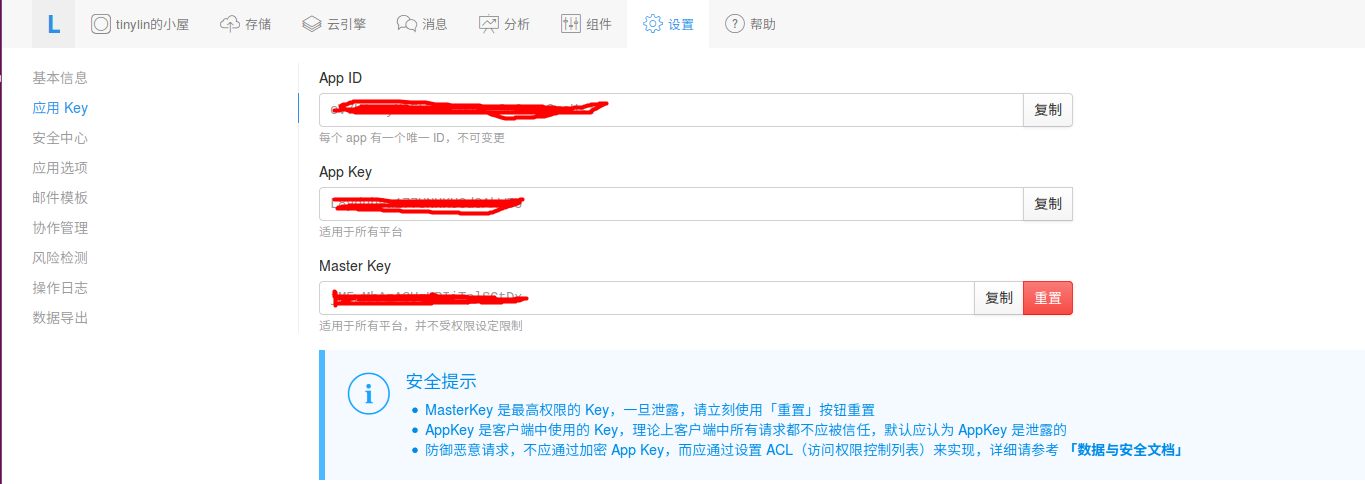 L tinylin的小屋 存储 云引擎 消息 分析 组件 设置 帮助
基本信息
应用 Key
安全中心
应用选项
邮件模板
协作管理
风险检测
操作日志
数据导出
App ID
复制
每个 app 有一个唯一 ID，不可变更
App Key
复制
适用于所有平台
Master Key
复制 重置
适用于所有平台，并不受权限设定限制
安全提示
MasterKey 是最高权限的 Key，一旦泄露，请立刻使用「重置」按钮重置
AppKey 是客户端中使用的 Key，理论上客户端中所有请求都不应被信任，默认应认为 AppKey 是泄露的
防御恶意请求，不应通过加密 App Key，而应通过设置 ACL（访问权限控制列表）来实现，详细请参考 「数据与安全文档」